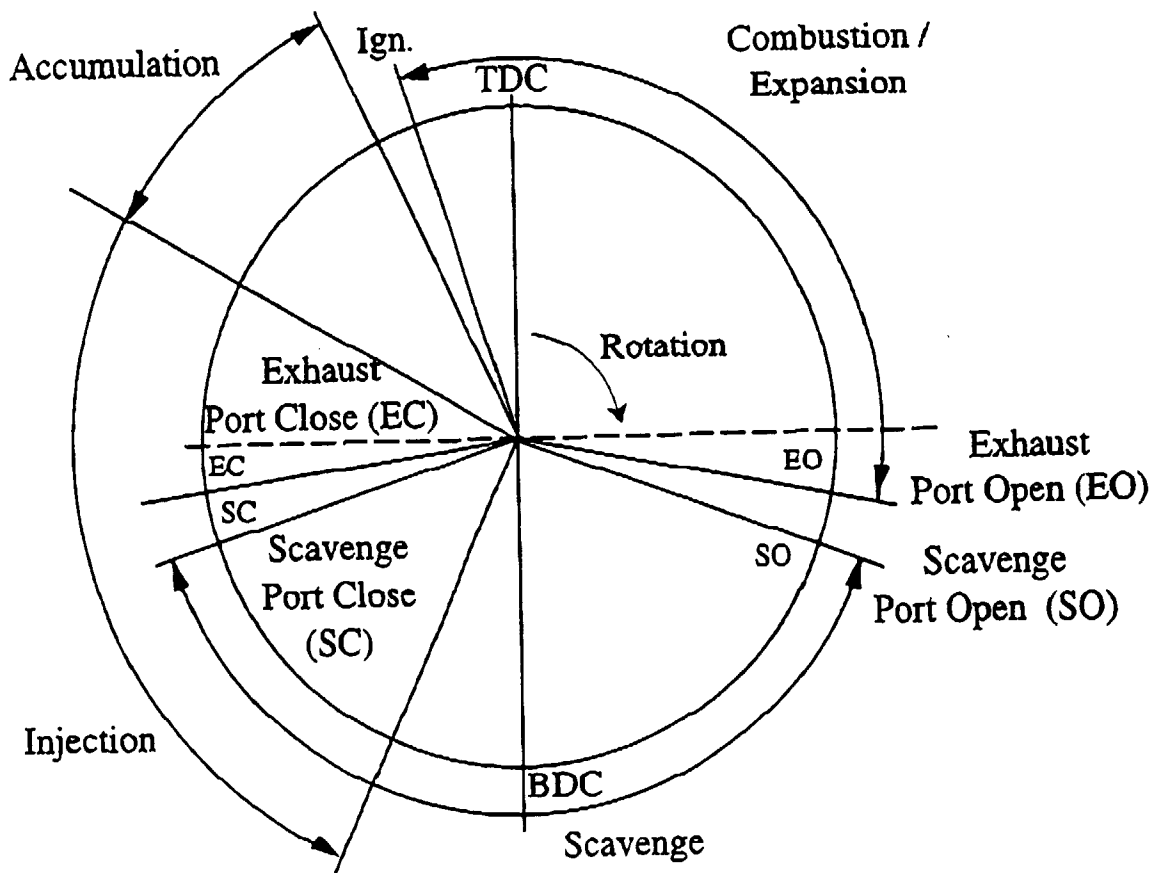 Accumulation
Ign.
TDC
Combustion /
Expansion
Rotation
Exhaust
Port Close (EC)
EC
SC
Scavenge
Port Close
(SC)
EO
Exhaust
Port Open (EO)
SO
Scavenge
Port Open (SO)
Injection
BDC
Scavenge